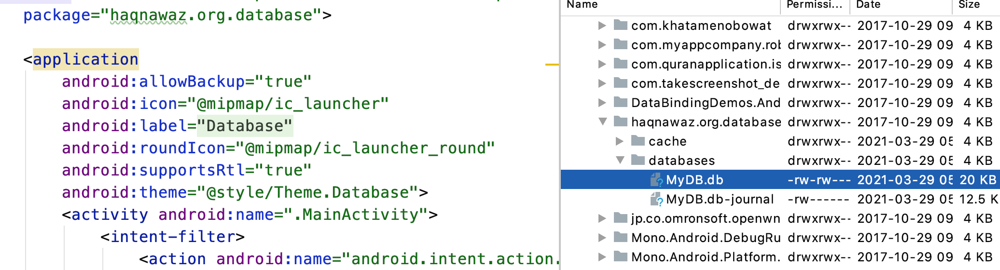 package="haqnawaz.org.database">
<application
android:allowBackup="true"
android:icon="@mipmap/ic_launcher"
android:label="Database"
android:roundIcon="@mipmap/ic_launcher_round"
android:supportsRtl="true"
android:theme="@style/Theme.Database">
<activity android:name=".MainActivity">
<intent-filter>
<action android:name="android.intent.action.
Name Permissi... Date Size
com.khatamenobowat drwxrwx-- 2017-10-29 09 4 KB
com.myappcompany.rob drwxrwx-- 2017-10-29 09 4 KB
com.quranapplication.is drwxrwx-- 2017-10-29 09 4 KB
com.takescreenshot_de drwxrwx-- 2017-10-29 09 4 KB
DataBindingDemos.And drwxrwx-- 2017-10-29 09 4 KB
haqnawaz.org.database drwxrwx-- 2017-10-29 09 4 KB
cache drwxrwx-- 2021-03-29 05 4 KB
databases drwxrwx-- 2021-03-29 05 4 KB
MyDB.db -rw-rw--- 2021-03-29 05 20 KB
MyDB.db-journal -rw------ 2021-03-29 05 12.5 K
jp.co.omronsoft.openwn drwxrwx-- 2017-10-29 09 4 KB
Mono.Android.DebugRu drwxrwx-- 2017-10-29 09 4 KB
Mono.Android.Platform. drwxrwx-- 2017-10-29 09 4 KB